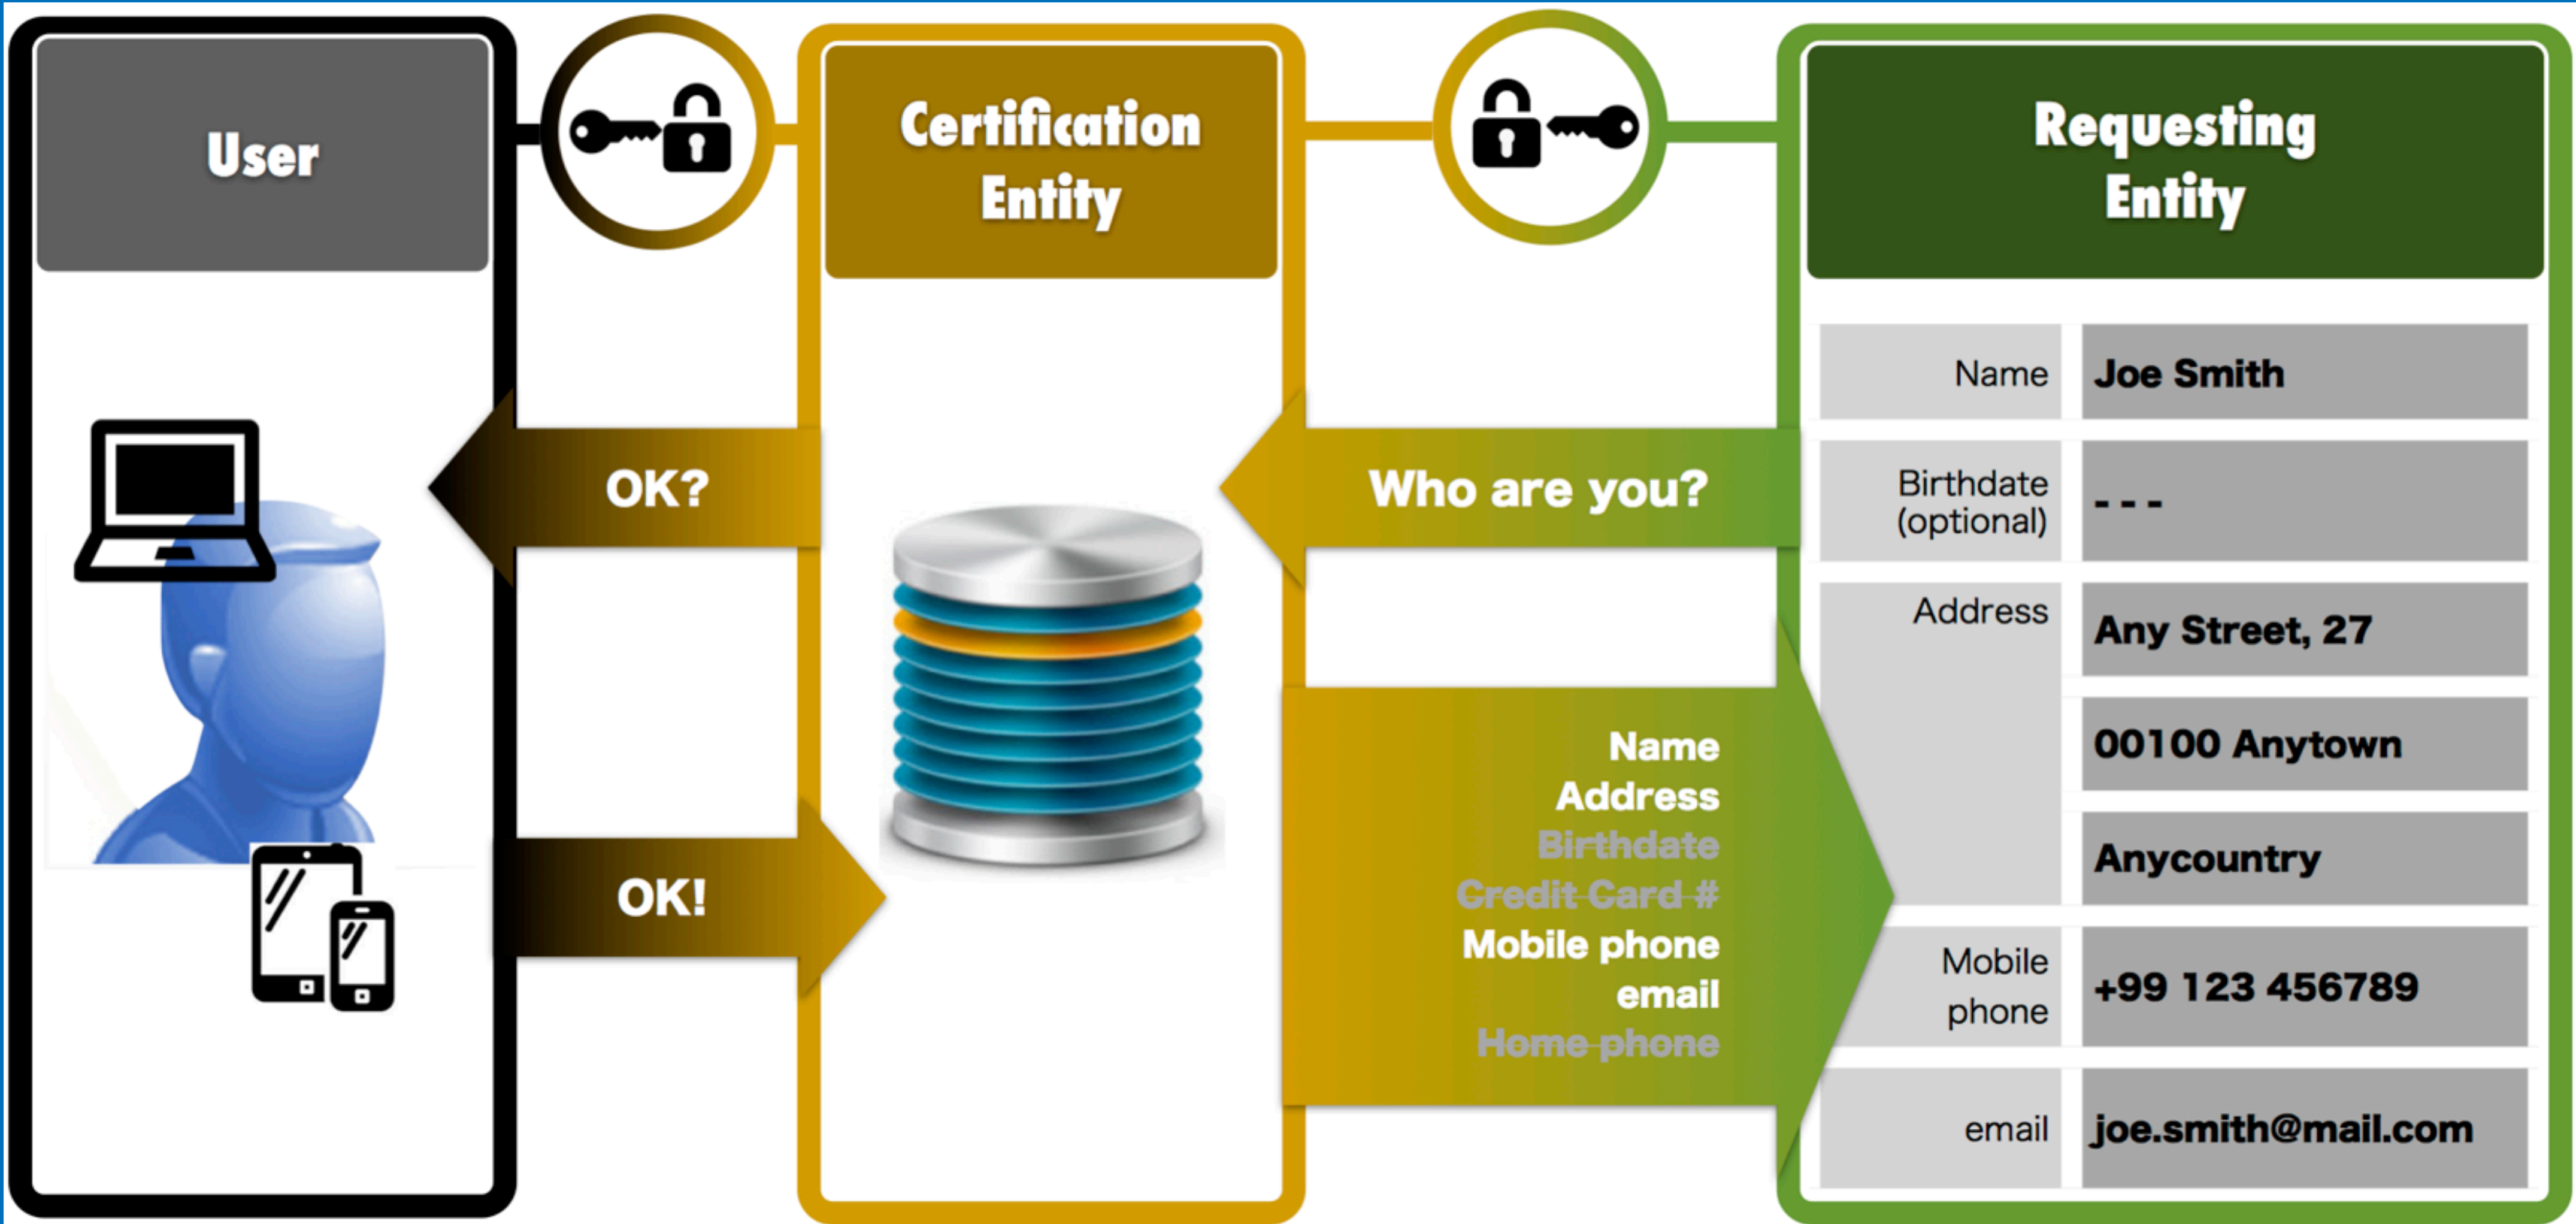 User
Certification
Entity
Requesting
Entity
OK?
Who are you?
OK!
Name
Address
Birthdate
Credit Card #
Mobile phone
email
Home phone
Name
Joe Smith
Birthdate
(optional)
- - -
Address
Any Street, 27
00100 Anytown
Anycountry
Mobile
phone
+99 123 456789
email
joe.smith@mail.com